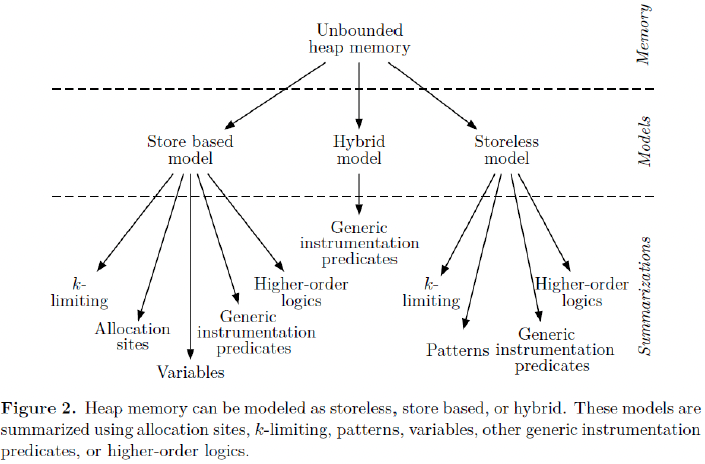 Unbounded
heap memory
Memory
Store based
model
Hybrid
model
Storeless
model
Models
k-
limiting
Allocation
sites
Variables
Generic
instrumentation
predicates
Higher-order
logics
Generic
instrumentation
predicates
k-
limiting
Patterns
Generic
instrumentation
predicates
Higher-order
logics
Summarizations
Figure 2. Heap memory can be modeled as storeless, store based, or hybrid. These models are
summarized using allocation sites, k-limiting, patterns, variables, other generic instrumentation
predicates, or higher-order logics.